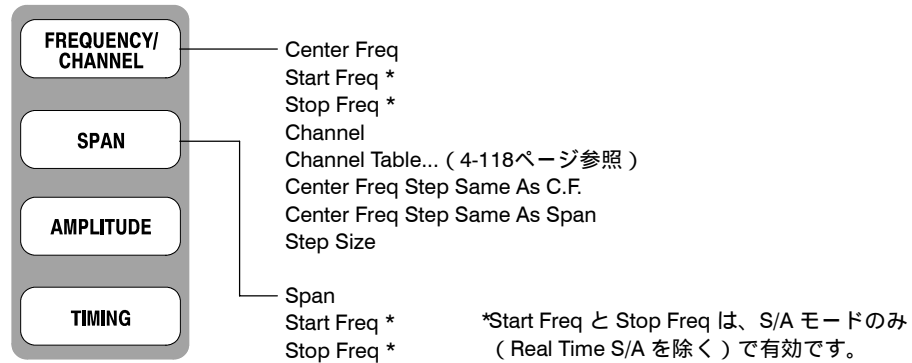 FREQUENCY/
CHANNEL
SPAN
AMPLITUDE
TIMING
Center Freq
Start Freq *
Stop Freq *
Channel
Channel Table...（4-118ページ参照）
Center Freq Step Same As C.F.
Center Freq Step Same As Span
Step Size
Span
Start Freq *
Stop Freq *
*Start Freq と Stop Freq は、S/A モードのみ
（Real Time S/A を除く）で有効です。